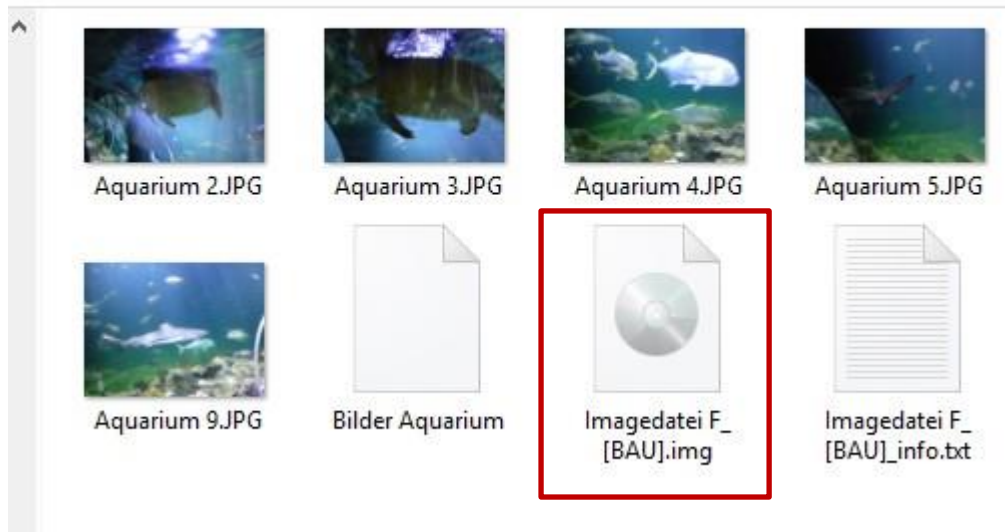 Aquarium 2.JPG
Aquarium 3.JPG
Aquarium 4.JPG
Aquarium 5.JPG
Aquarium 9.JPG
Bilder Aquarium
Imagedatei F_
[BAU].img
Imagedatei F_
[BAU]_info.txt